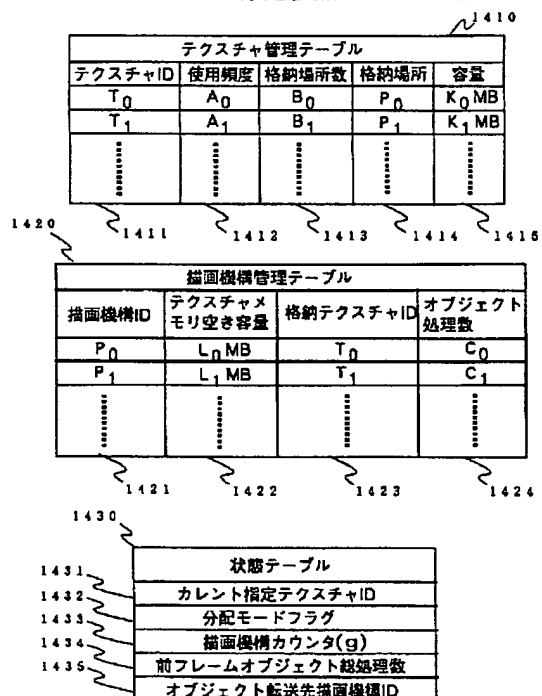 1410
テクスチャ管理テーブル
テクスチャID 使用頻度 格納場所数 格納場所 容量
T0 A0 B0 P0 K0 MB
T1 A1 B1 P1 K1 MB
1411 1412 1413 1414 1415
1420
描画機構管理テーブル
描画機構ID テクスチャメモリ空き容量 格納テクスチャID オブジェクト処理数
P0 L0 MB T0 C0
P1 L1 MB T1 C1
1421 1422 1423 1424
1430
状態テーブル
1431 カレント指定テクスチャID
1432 分配モードフラグ
1433 描画機構カウンタ(g)
1434 前フレームオブジェクト総処理数
1435 オブジェクト転送先描画機構ID